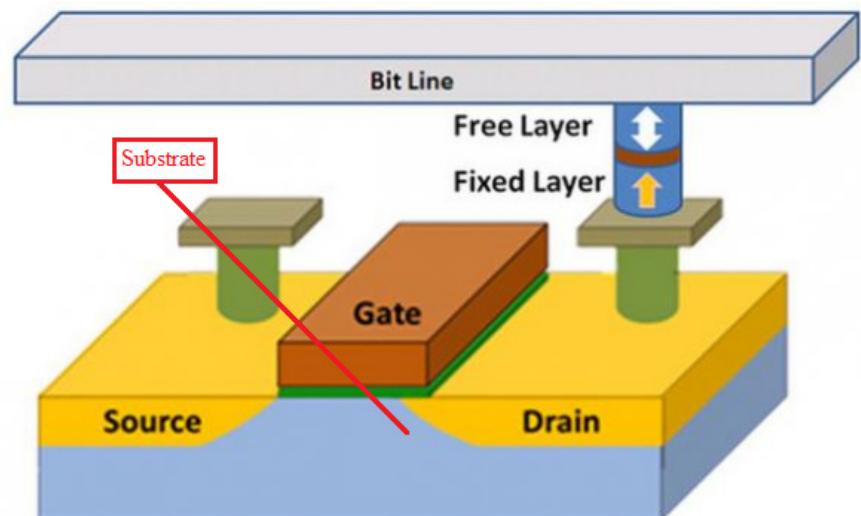 Bit Line
Free Layer
Substrate
Fixed Layer
Gate
Source
Drain